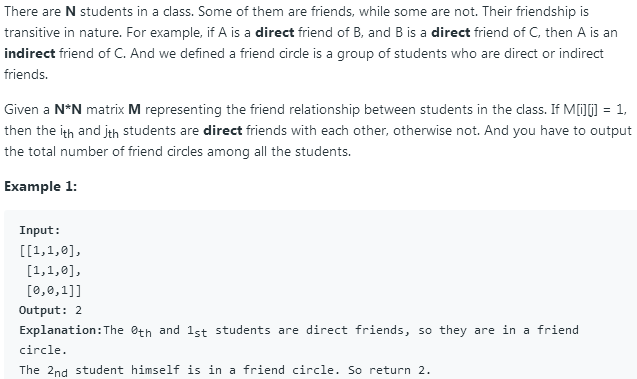 There are N students in a class. Some of them are friends, while some are not. Their friendship is
transitive in nature. For example, if A is a direct friend of B, and B is a direct friend of C, then A is an
indirect friend of C. And we defined a friend circle is a group of students who are direct or indirect
friends.
Given a N*N matrix M representing the friend relationship between students in the class. If M[i][j] = 1,
then the ith and jth students are direct friends with each other, otherwise not. And you have to output
the total number of friend circles among all the students.
Example 1:
Input:
[[1,1,0],
[1,1,0],
[0,0,1]]
Output: 2
Explanation:The 0th and 1st students are direct friends, so they are in a friend
circle.
The 2nd student himself is in a friend circle. So return 2.